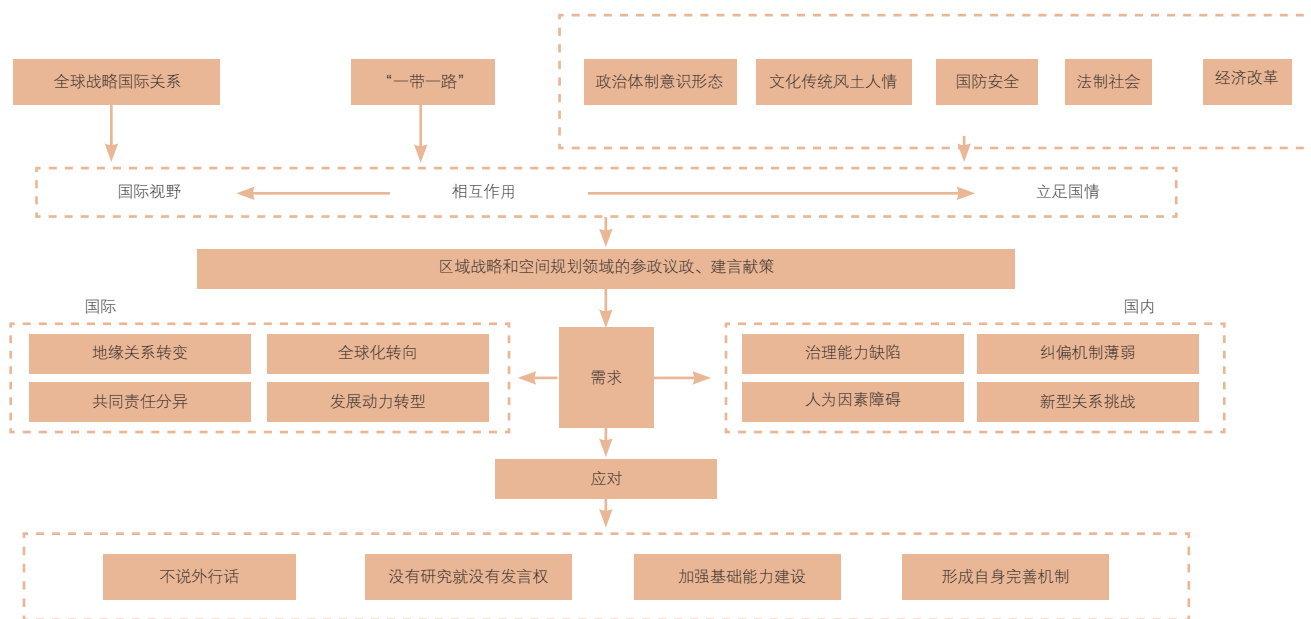 全球战略国际关系
“一带一路”
政治体制意识形态
文化传统风土人情
国防安全
法制社会
经济改革
国际视野
相互作用
立足国情
区域战略和空间规划领域的参政议政、建言献策
国际
国内
地缘关系转变
全球化转向
需求
治理能力缺陷
纠偏机制薄弱
共同责任分异
发展动力转型
人为因素障碍
新型关系挑战
应对
不说外行话
没有研究就没有发言权
加强基础能力建设
形成自身完善机制